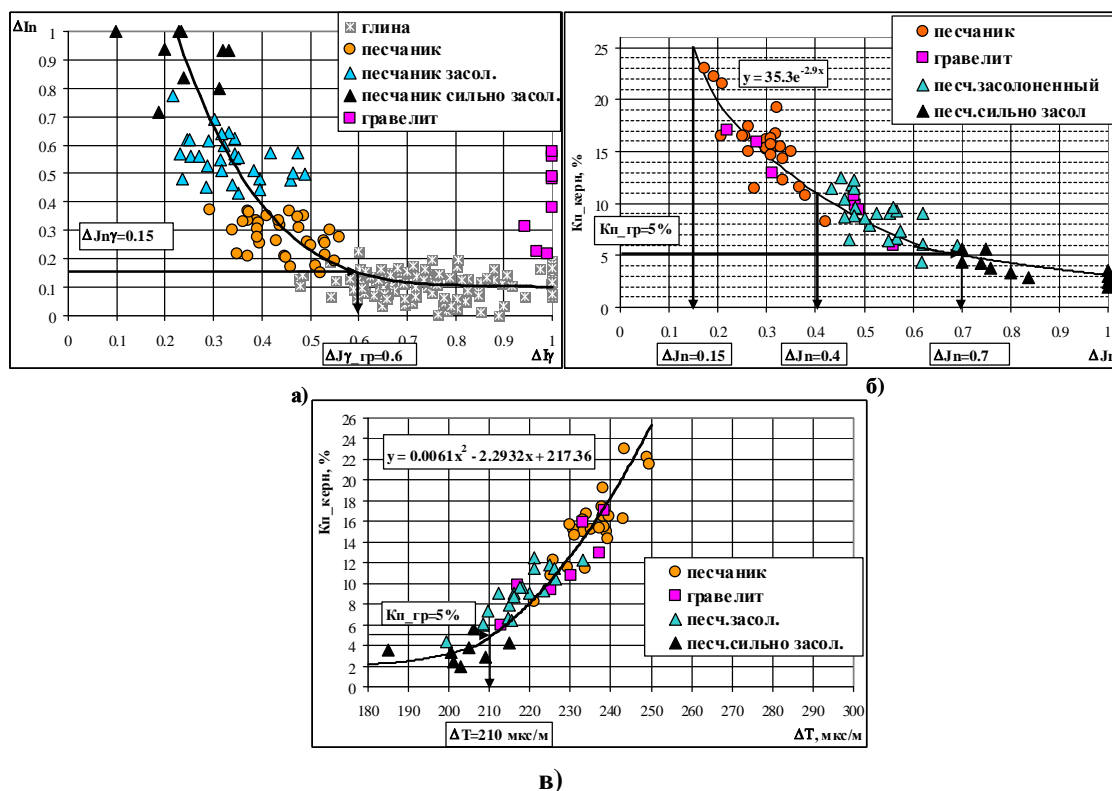 ΔIn
1
0.9
0.8
0.7
0.6
0.5
0.4
0.3
0.2
0.1
0
глина
песчаник
песчаник засол.
песчаник сильно засол.
гравелит
ΔJnγ=0.15
0 0.1 0.2 0.3 0.4 0.5 0.6 0.7 0.8 0.9 1
ΔJγ_гр=0.6
ΔIγ
а)
Кп_керн, %
25
20
15
10
5
0
песчаник
гравелит
песч.засолоненный
песч.сильно засол
y = 35.3e^-2.9x
Кп_гр=5%
0 0.1 0.2 0.3 0.4 0.5 0.6 0.7 0.8 0.9 1
ΔJn=0.15
ΔJn=0.4
ΔJn=0.7
ΔJn
б)
Кп_керн, %
26
24
22
20
18
16
14
12
10
8
6
4
2
0
y = 0.0061x² - 2.2932x + 217.36
песчаник
гравелит
песч.засол.
песч.сильно засол.
Кп_гр=5%
180 190 200 210 220 230 240 250 260 270 280 290 300
ΔT=210 мкс/м
ΔT, мкс/м
в)